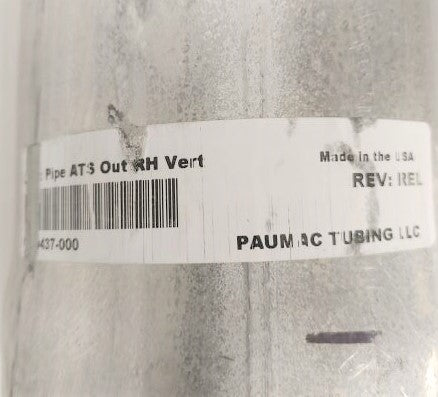 Pipe ATS Out RH Vert
Made in the USA
REV: REL
437-000
PAUMAC TUBING LLC